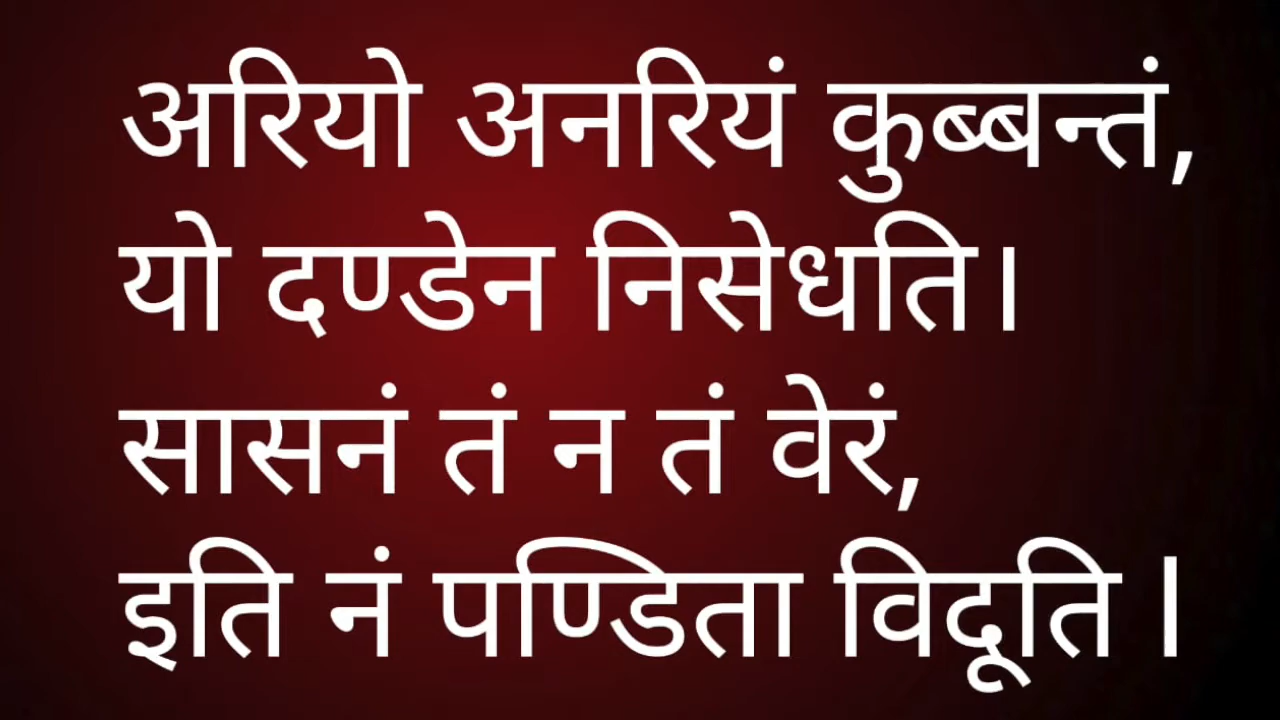 अरियो अनरियं कुब्बन्तं,
यो दण्डेन निसेधति।
सासनं तं न तं वेरं,
इति नं पण्डिता विदूति।